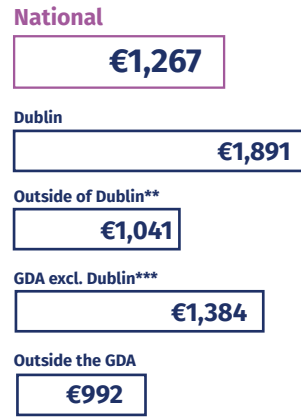 National
€1,267
Dublin
€1,891
Outside of Dublin**
€1,041
GDA excl. Dublin***
€1,384
Outside the GDA
€992